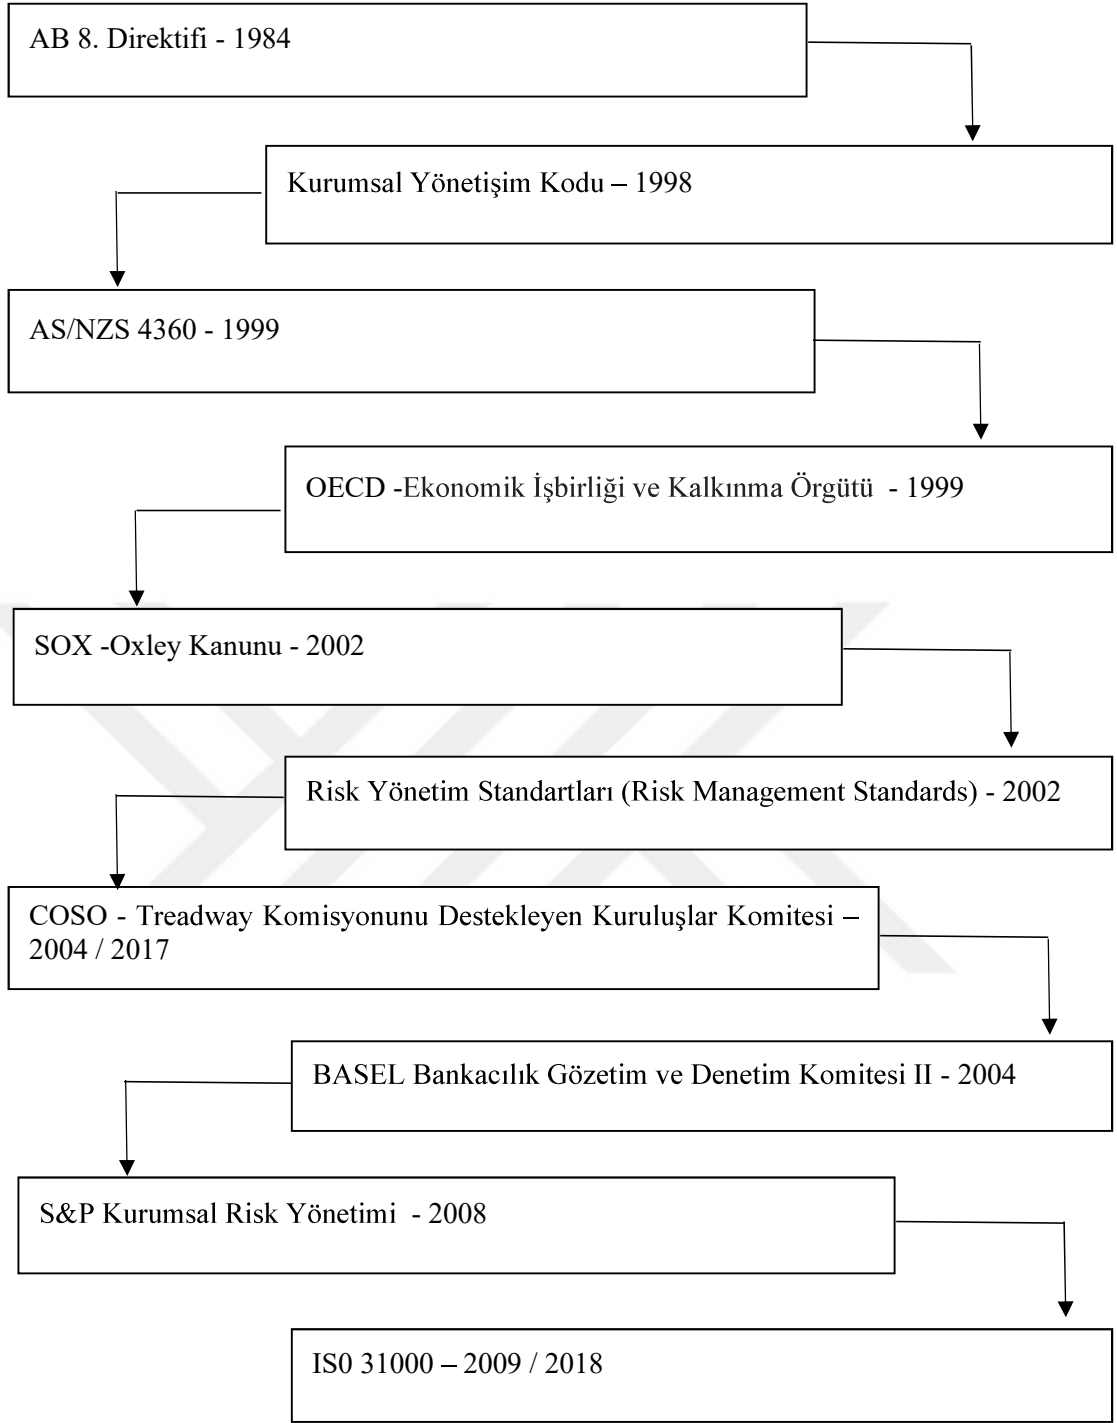 AB 8. Direktifi - 1984
Kurumsal Yönetişim Kodu – 1998
AS/NZS 4360 - 1999
OECD -Ekonomik İşbirliği ve Kalkınma Örgütü - 1999
SOX -Oxley Kanunu - 2002
Risk Yönetim Standartları (Risk Management Standards) - 2002
COSO - Treadway Komisyonunu Destekleyen Kuruluşlar Komitesi –
2004 / 2017
BASEL Bankacılık Gözetim ve Denetim Komitesi II - 2004
S&P Kurumsal Risk Yönetimi - 2008
IS0 31000 – 2009 / 2018